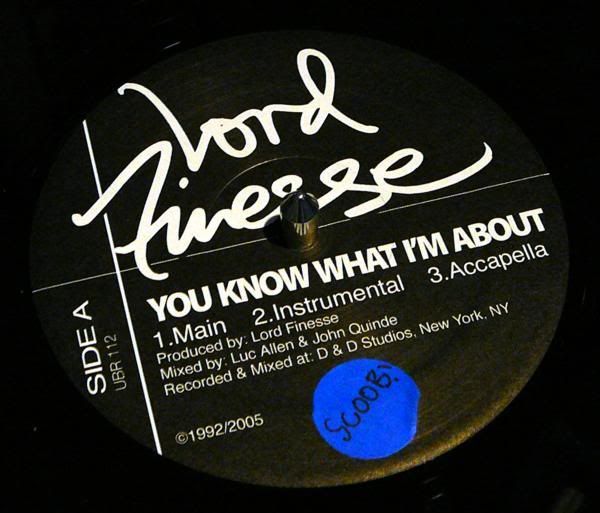 Lord
Finesse
YOU KNOW WHAT I'M ABOUT
1.Main 2.Instrumental 3.Accapella
Produced by: Lord Finesse
Mixed by: Luc Allen & John Quinde
Recorded & Mixed at: D & D Studios, New York, NY
SIDE A
UBR 112
©1992/2005
SCOOB!